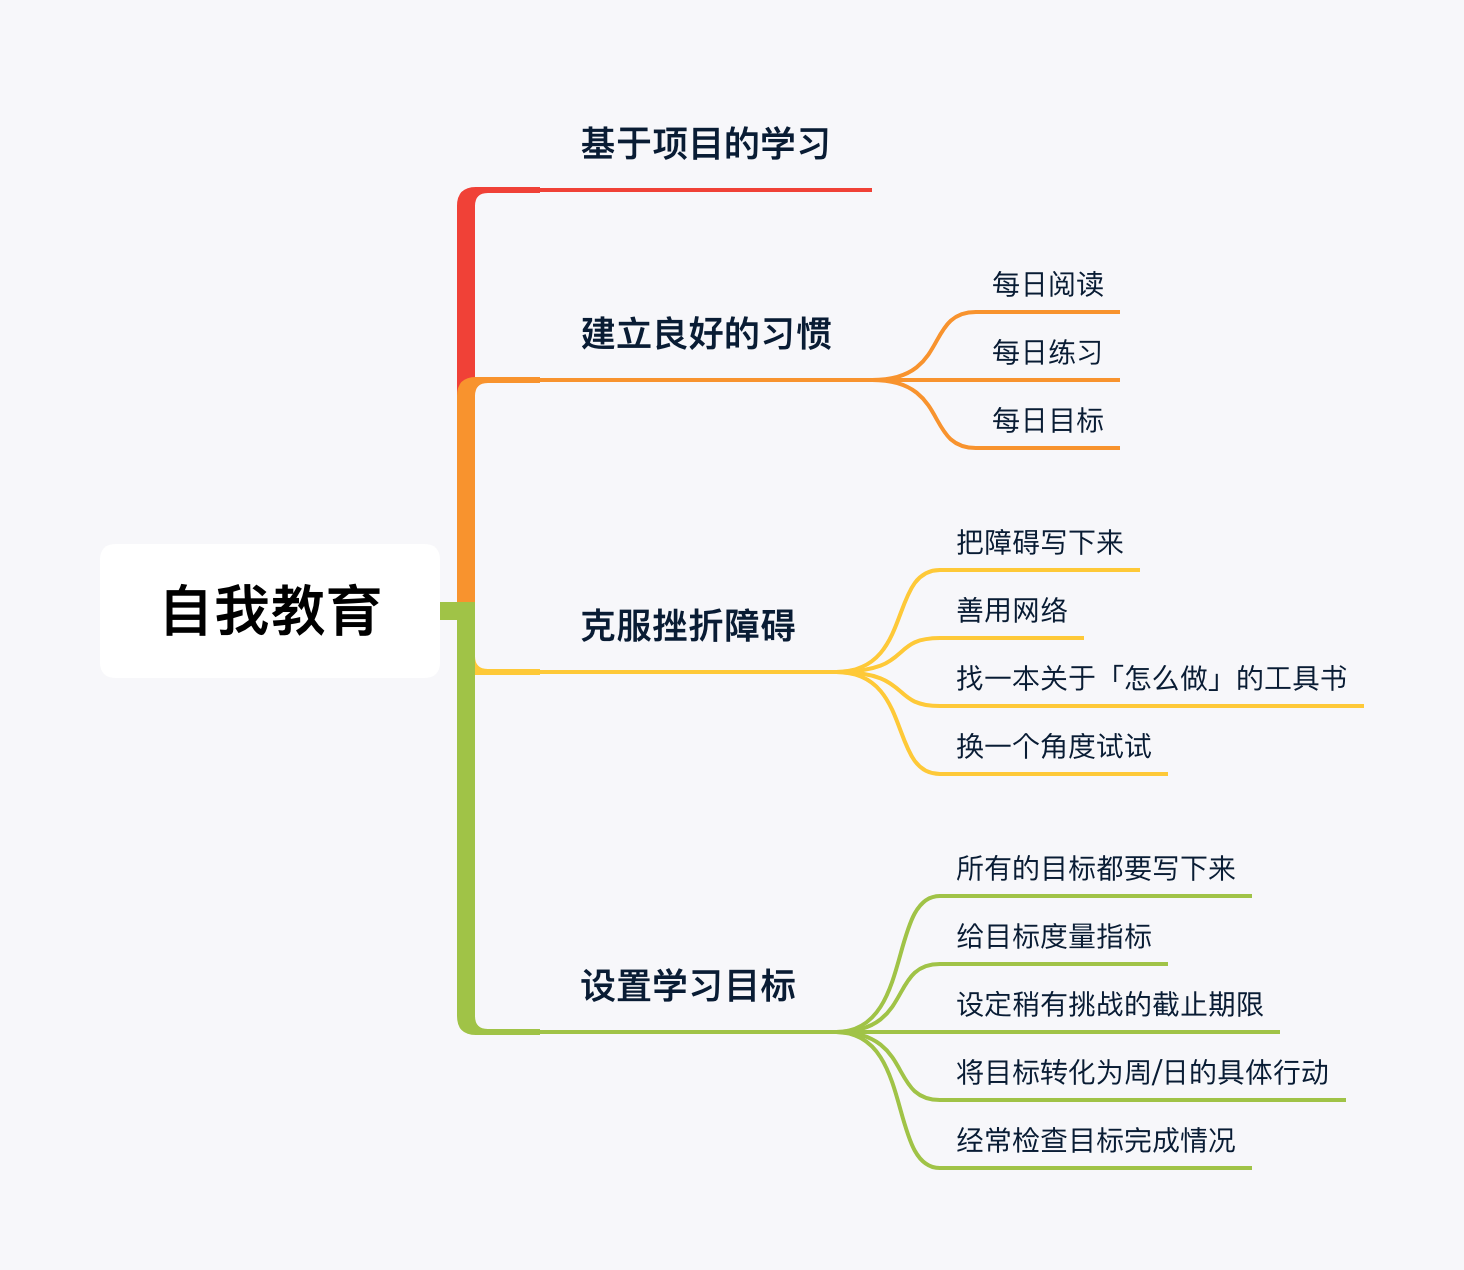 自我教育
基于项目的学习
建立良好的习惯
每日阅读
每日练习
每日目标
克服挫折障碍
把障碍写下来
善用网络
找一本关于「怎么做」的工具书
换一个角度试试
设置学习目标
所有的目标都要写下来
给目标度量指标
设定稍有挑战的截止期限
将目标转化为周/日的具体行动
经常检查目标完成情况